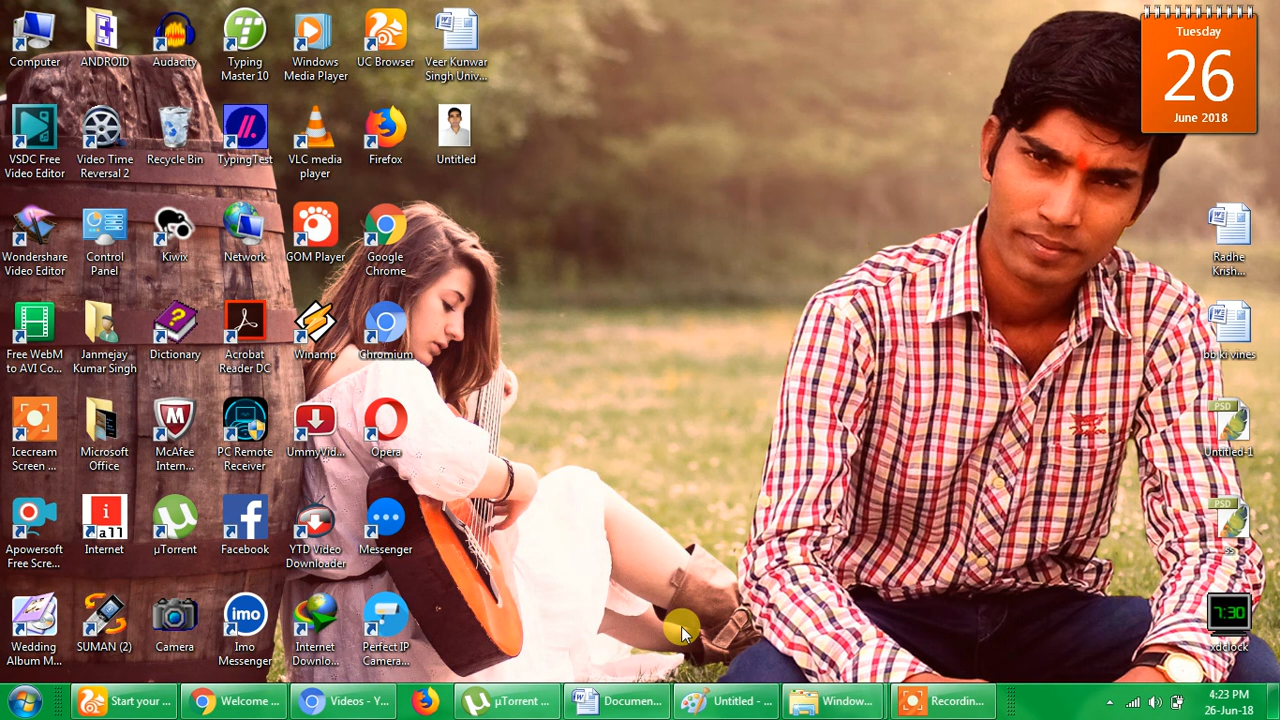 Computer
ANDROID
Audacity
Typing
Master 10
Windows
Media Player
UC Browser
Veer Kunwar
Singh Univ...
VSDC Free
Video Editor
Video Time
Reversal 2
Recycle Bin
TypingTest
VLC media
player
Firefox
Untitled
Wondershare
Video Editor
Control
Panel
Kiwix
Network
GOM Player
Google
Chrome
Free WebM
to AVI Co...
Janmejay
Kumar Singh
Dictionary
Acrobat
Reader DC
Winamp
Chromium
Icecream
Screen ...
Microsoft
Office
McAfee
Intern...
PC Remote
Receiver
UmmyVid...
Opera
Apowersoft
Free Scre...
i
all
Internet
µTorrent
Facebook
YTD Video
Downloader
Messenger
Wedding
Album M...
SUMAN (2)
Camera
imo
Imo
Messenger
Internet
Downlo...
Perfect IP
Camera...
Tuesday
26
June 2018
Radhe
Krish...
bb ki vines
PSD
Untitled-1
PSD
ss
7:30
xdclock
Start your ...
Welcome ...
Videos - Y...
µTorrent ...
Documen...
Untitled - ...
Window...
Recordin...
4:23 PM
26-Jun-18